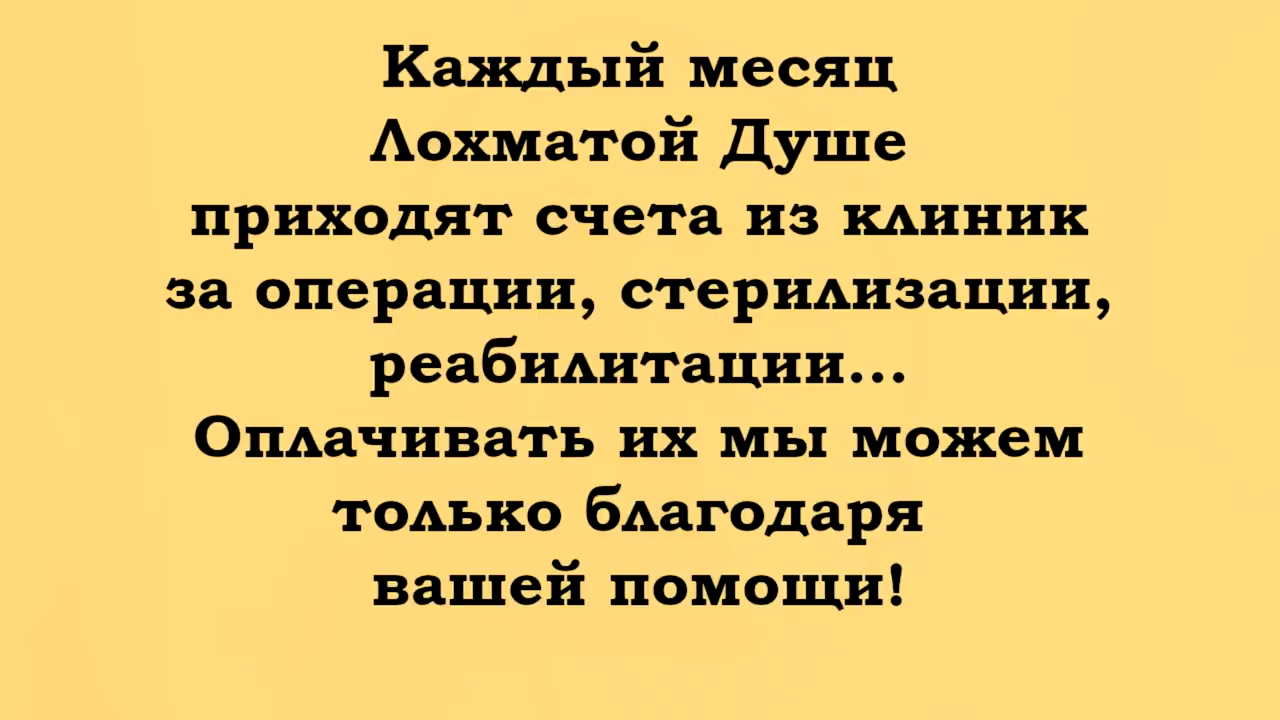 Каждый месяц
Лохматой Душе
приходят счета из клиник
за операции, стерилизации,
реабилитации...
Оплачивать их мы можем
только благодаря
вашей помощи!